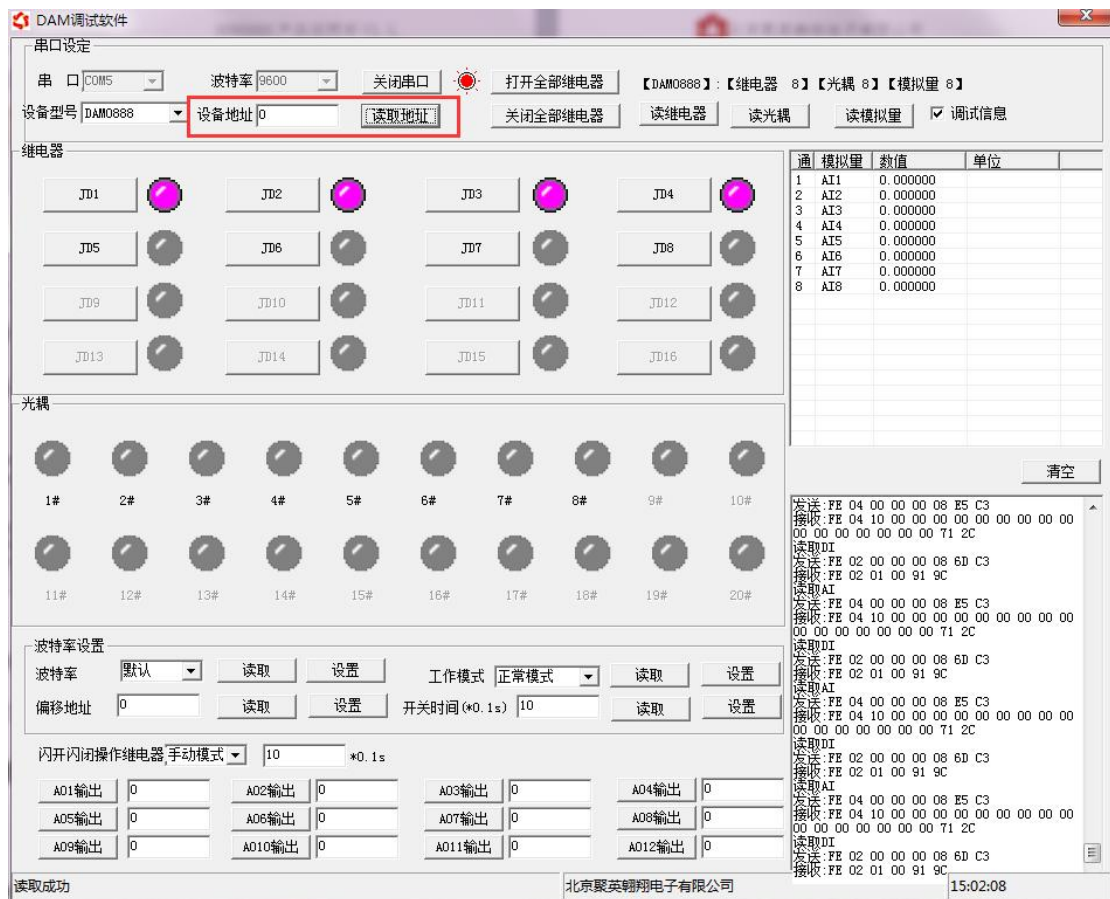 DAM调试软件
串口设定
串 口 COM5 波特率 9600 关闭串口 打开全部继电器 【DAM0888】:【继电器 8】【光耦 8】【模拟量 8】
设备型号 DAM0888 设备地址 0 读取地址 关闭全部继电器 读继电器 读光耦 读模拟量 调试信息
继电器
JD1 JD2 JD3 JD4
JD5 JD6 JD7 JD8
JD9 JD10 JD11 JD12
JD13 JD14 JD15 JD16
通 模拟量 数值 单位
1 AI1 0.000000
2 AI2 0.000000
3 AI3 0.000000
4 AI4 0.000000
5 AI5 0.000000
6 AI6 0.000000
7 AI7 0.000000
8 AI8 0.000000
光耦
1# 2# 3# 4# 5# 6# 7# 8# 9# 10#
11# 12# 13# 14# 15# 16# 17# 18# 19# 20#
清空
发送:FE 04 00 00 00 08 E5 C3
接收:FE 04 10 00 00 00 00 00 00 00 00 00
00 00 00 00 00 00 00 71 2C
读取DI
发送:FE 02 00 00 00 08 6D C3
接收:FE 02 01 00 91 9C
读取AI
发送:FE 04 00 00 00 08 E5 C3
接收:FE 04 10 00 00 00 00 00 00 00 00 00
00 00 00 00 00 00 00 71 2C
读取DI
发送:FE 02 00 00 00 08 6D C3
接收:FE 02 01 00 91 9C
读取AI
发送:FE 04 00 00 00 08 E5 C3
接收:FE 04 10 00 00 00 00 00 00 00 00 00
00 00 00 00 00 00 00 71 2C
读取DI
发送:FE 02 00 00 00 08 6D C3
接收:FE 02 01 00 91 9C
读取AI
发送:FE 04 00 00 00 08 E5 C3
接收:FE 04 10 00 00 00 00 00 00 00 00 00
00 00 00 00 00 00 00 71 2C
读取DI
发送:FE 02 00 00 00 08 6D C3
接收:FE 02 01 00 91 9C
波特率设置
波特率 默认 读取 设置 工作模式 正常模式 读取 设置
偏移地址 0 读取 设置 开关时间(*0.1s) 10 读取 设置
闪开闪闭操作继电器 手动模式 10 *0.1s
AO1输出 0 AO2输出 0 AO3输出 0 AO4输出 0
AO5输出 0 AO6输出 0 AO7输出 0 AO8输出 0
AO9输出 0 AO10输出 0 AO11输出 0 AO12输出 0
读取成功 北京聚英翱翔电子有限公司 15:02:08